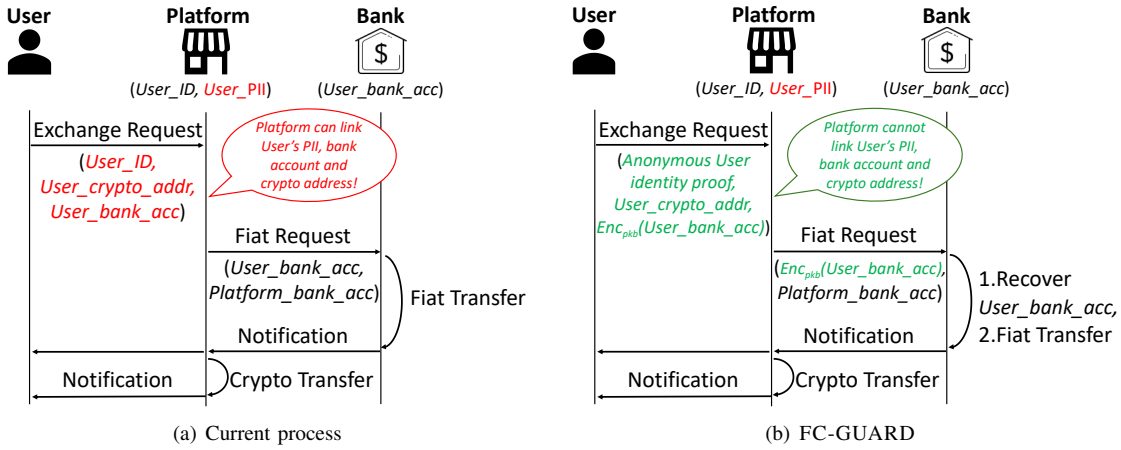 User
Platform
Bank
$
(User_ID, User_PII)
(User_bank_acc)
Exchange Request
(User_ID,
User_crypto_addr,
User_bank_acc)
Platform can link
User's PII, bank
account and
crypto address!
Fiat Request
(User_bank_acc,
Platform_bank_acc)
Fiat Transfer
Notification
Notification
Crypto Transfer
(a) Current process
User
Platform
Bank
$
(User_ID, User_PII)
(User_bank_acc)
Exchange Request
(Anonymous User
identity proof,
User_crypto_addr,
Enc_pkb(User_bank_acc))
Platform cannot
link User's PII,
bank account and
crypto address!
Fiat Request
(Enc_pkb(User_bank_acc),
Platform_bank_acc)
1.Recover
User_bank_acc,
2.Fiat Transfer
Notification
Notification
Crypto Transfer
(b) FC-GUARD